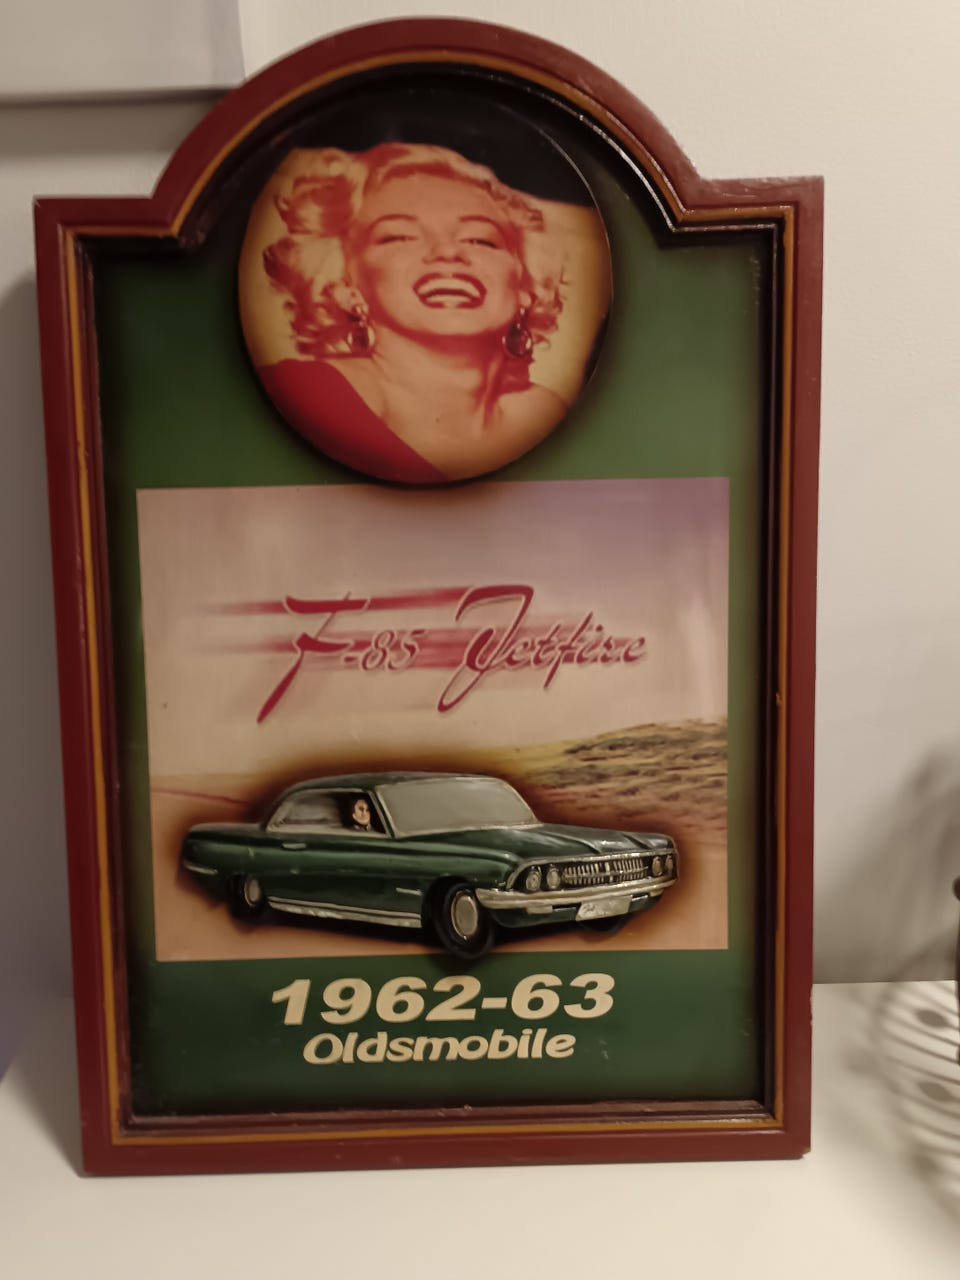 F-85 Jetfire
1962-63
Oldsmobile